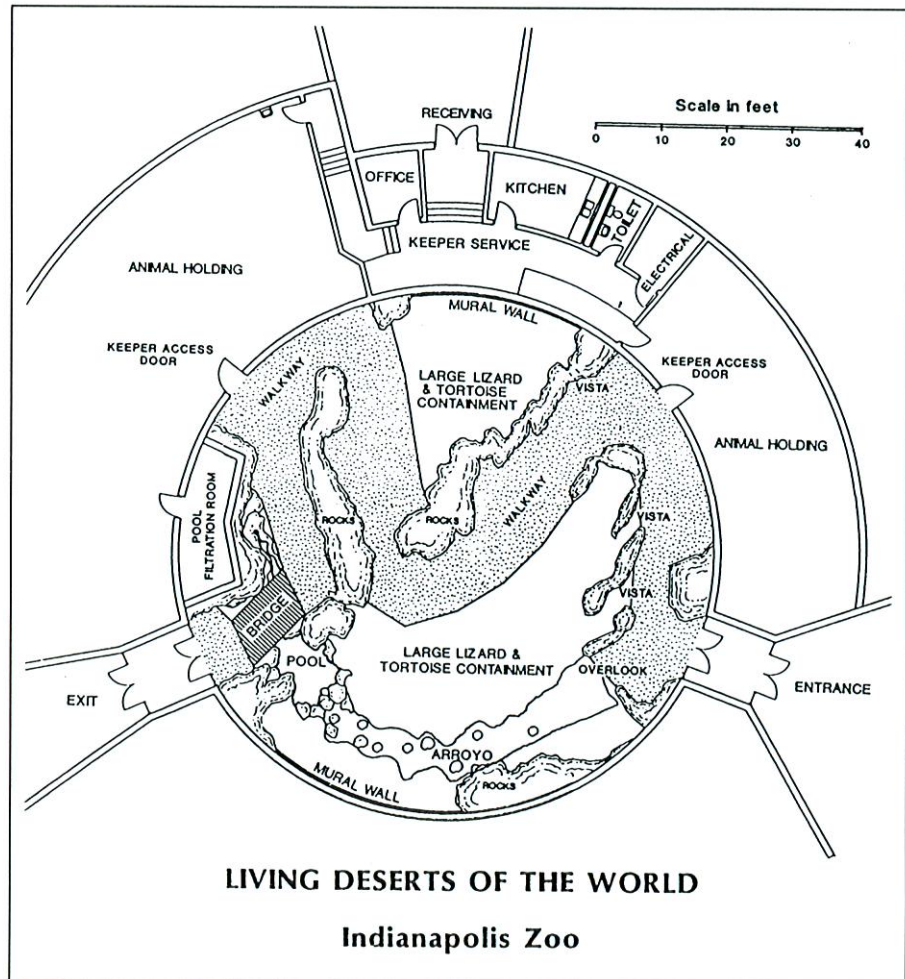 RECEIVING
Scale in feet
0 10 20 30 40
OFFICE
KITCHEN
TOILET
ELECTRICAL
KEEPER SERVICE
ANIMAL HOLDING
MURAL WALL
KEEPER ACCESS
DOOR
WALKWAY
LARGE LIZARD
& TORTOISE
CONTAINMENT
VISTA
KEEPER ACCESS
DOOR
ANIMAL HOLDING
POOL
FILTRATION ROOM
ROCKS
ROCKS
WALKWAY
VISTA
VISTA
BRIDGE
POOL
LARGE LIZARD &
TORTOISE CONTAINMENT
OVERLOOK
EXIT
ENTRANCE
ARROYO
MURAL WALL
ROCKS
LIVING DESERTS OF THE WORLD
Indianapolis Zoo